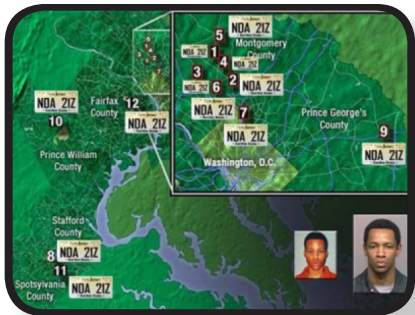 5
NDA 21Z
Montgomery
County
NDA 21Z
1
4
NDA 21Z
3
2
NDA 21Z
NDA 21Z
6
NDA 21Z
7
NDA 21Z
Prince George's
County
9
NDA 21Z
Washington, D.C.
NDA 21Z
10
Fairfax
County
12
NDA 21Z
Prince William
County
Stafford
County
8
NDA 21Z
11
Spotsylvania
County
NDA 21Z